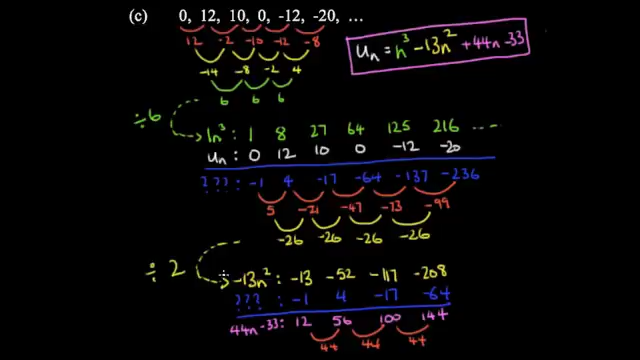 (c) 0, 12, 10, 0, -12, -20, ...
12 -2 -10 -12 -8
uₙ = n³ -13n² +44n -33
-14 -8 -2 4
6 6 6
÷6
1n³ : 1 8 27 64 125 216 ....
uₙ : 0 12 10 0 -12 -20
??? : -1 4 -17 -64 -137 -236
5 -21 -47 -73 -99
-26 -26 -26 -26
÷ 2
-13n² : -13 -52 -117 -208
??? : -1 4 -17 -64
44n-33 : 12 56 100 144
44 44 44